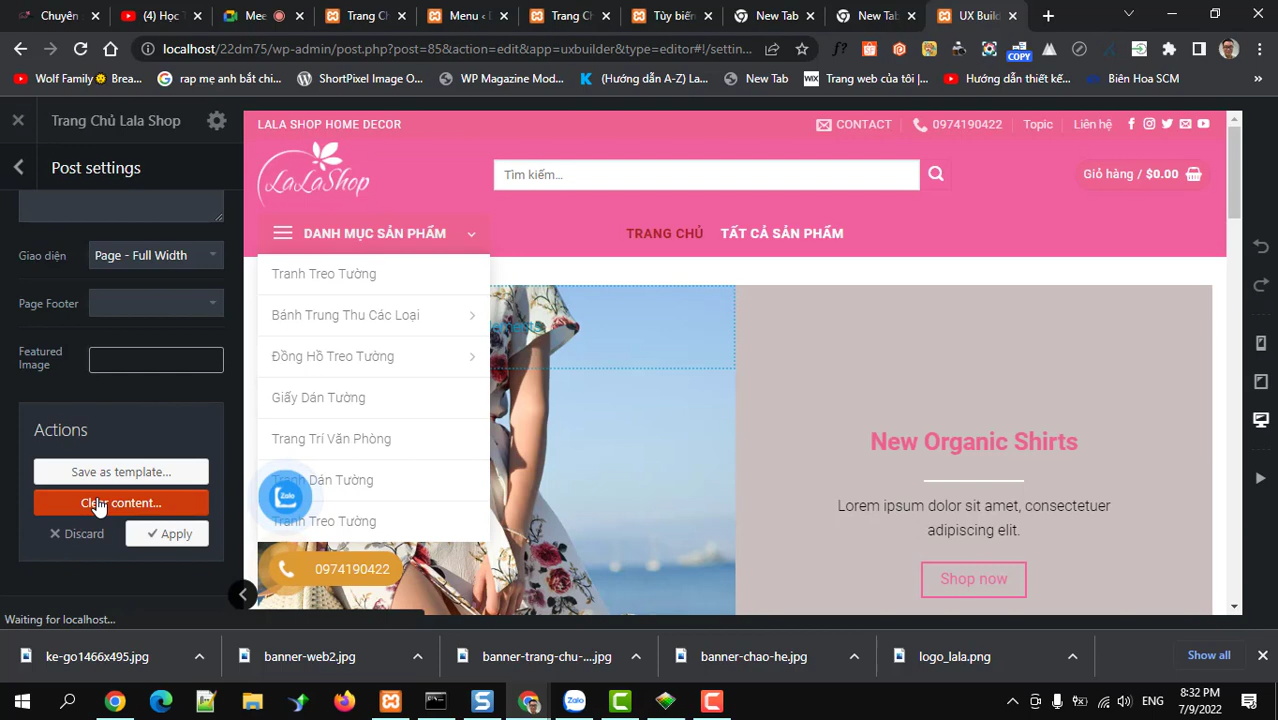 Chuyên
(4) Học T
Mee
Trang Ch
Menu ‹ D
Trang Ch
Tùy biến
New Tab
New Tab
UX Buil
localhost/22dm75/wp-admin/post.php?post=85&action=edit&app=uxbuilder&type=editor#!/settin...
COPY
Wolf Family Brea...
rap mẹ anh bắt chi...
ShortPixel Image O...
WP Magazine Mod...
(Hướng dẫn A-Z) La...
New Tab
WIX
Trang web của tôi |...
Hướng dẫn thiết kế...
Biên Hoa SCM
Trang Chủ Lala Shop
Post settings
Giao diện
Page - Full Width
Page Footer
Featured
Image
Actions
Save as template...
Clear content...
Discard
Apply
LALA SHOP HOME DECOR
CONTACT
0974190422
Topic
Liên hệ
LaLaShop
Tìm kiếm...
Giỏ hàng / $0.00
DANH MỤC SẢN PHẨM
TRANG CHỦ
TẤT CẢ SẢN PHẨM
Tranh Treo Tường
Bánh Trung Thu Các Loại
Đồng Hồ Treo Tường
Giấy Dán Tường
Trang Trí Văn Phòng
Tranh Dán Tường
Tranh Treo Tường
Zalo
0974190422
New Organic Shirts
Lorem ipsum dolor sit amet, consectetuer
adipiscing elit.
Shop now
Waiting for localhost...
ke-go1466x495.jpg
banner-web2.jpg
banner-trang-chu-....jpg
banner-chao-he.jpg
logo_lala.png
Show all
Zalo
ENG
8:32 PM
7/9/2022